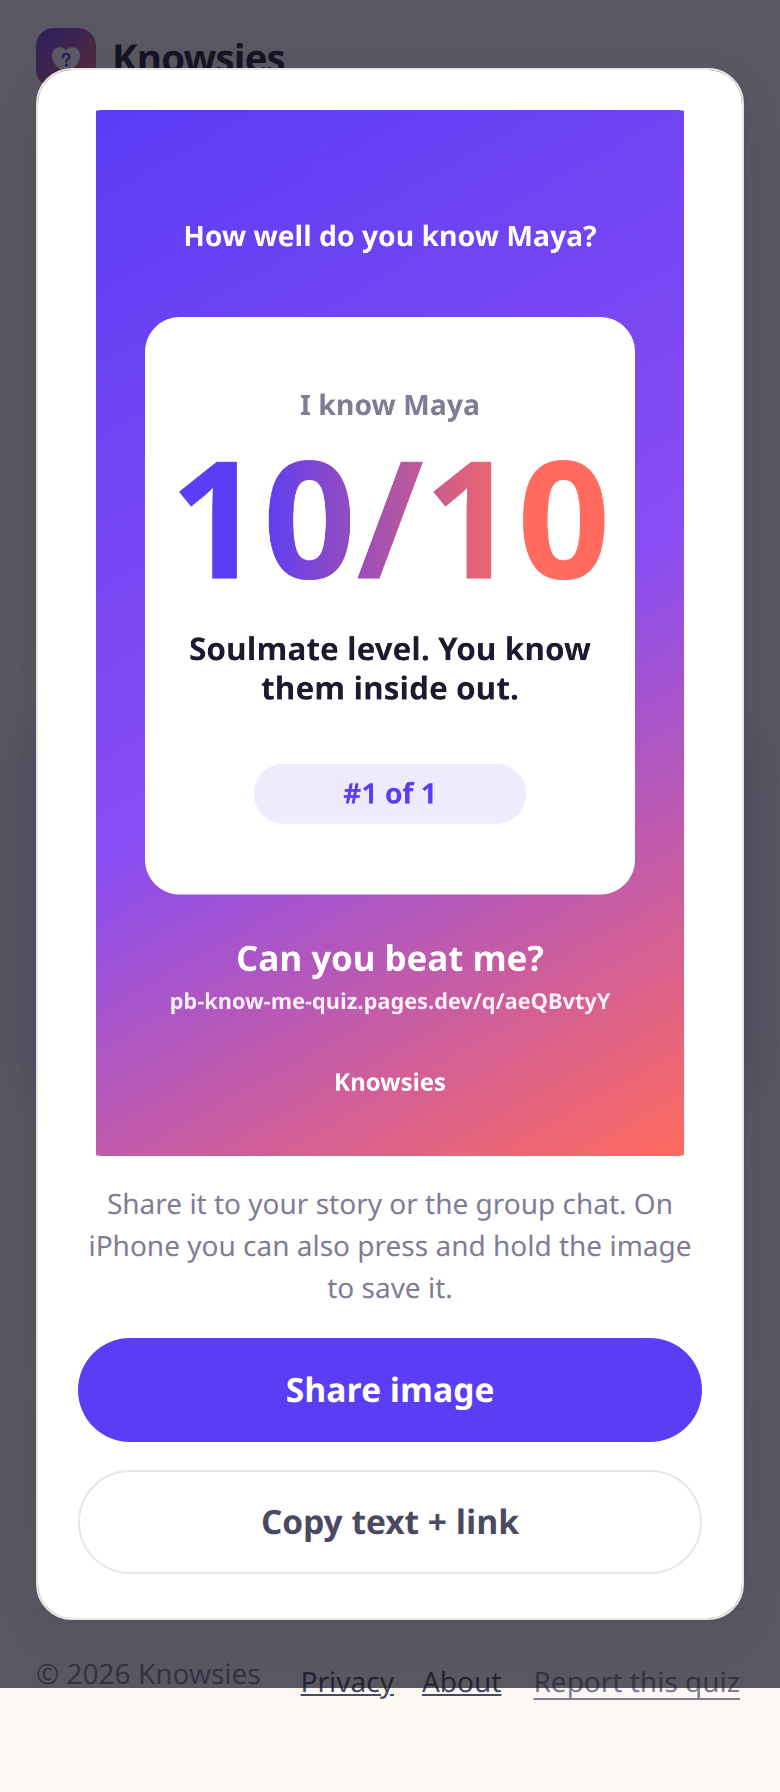 Knowsies
How well do you know Maya?
I know Maya
10/10
Soulmate level. You know
them inside out.
#1 of 1
Can you beat me?
pb-know-me-quiz.pages.dev/q/aeQBvtyY
Knowsies
Share it to your story or the group chat. On
iPhone you can also press and hold the image
to save it.
Share image
Copy text + link
© 2026 Knowsies Privacy About Report this quiz